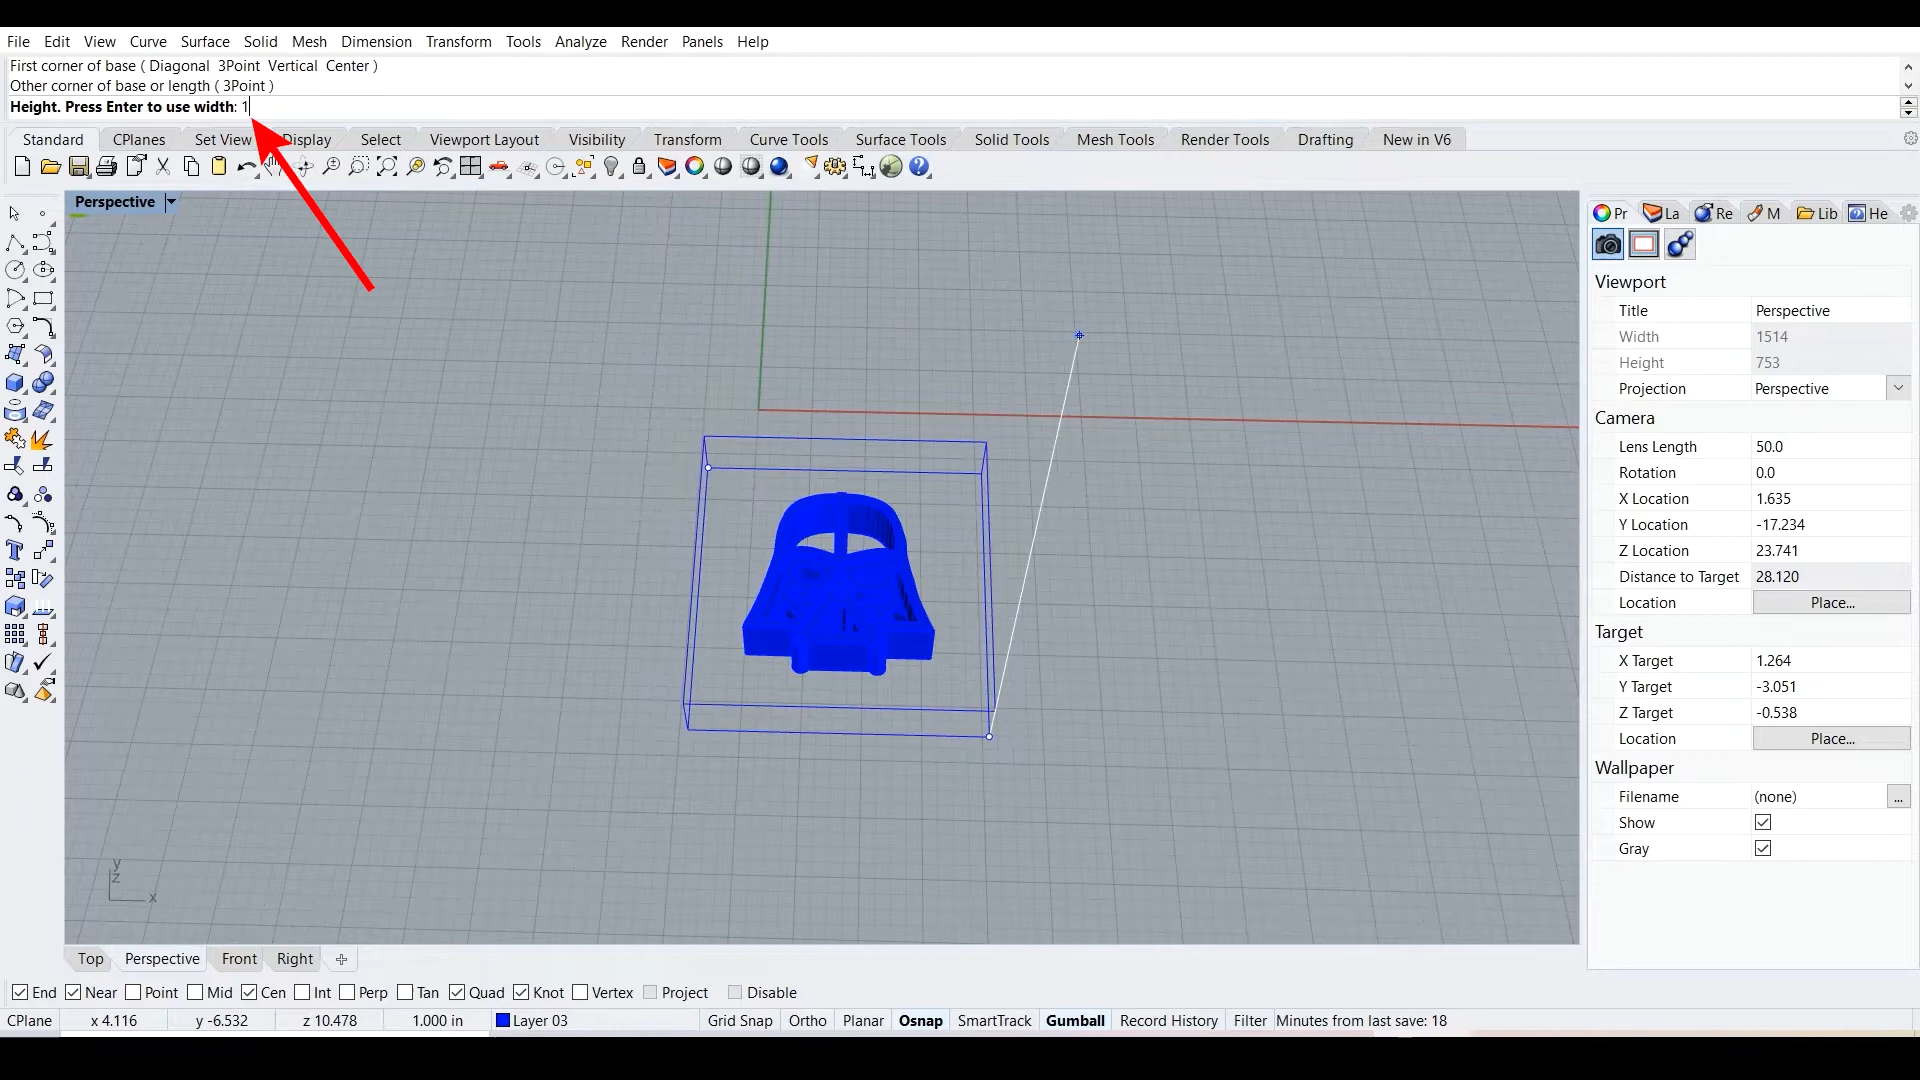 File Edit View Curve Surface Solid Mesh Dimension Transform Tools Analyze Render Panels Help
First corner of base ( Diagonal 3Point Vertical Center )
Other corner of base or length ( 3Point )
Height. Press Enter to use width: 1
Standard CPlanes Set View Display Select Viewport Layout Visibility Transform Curve Tools Surface Tools Solid Tools Mesh Tools Render Tools Drafting New in V6
Perspective
Pr La Re M Lib He
Viewport
Title Perspective
Width 1514
Height 753
Projection Perspective
Camera
Lens Length 50.0
Rotation 0.0
X Location 1.635
Y Location -17.234
Z Location 23.741
Distance to Target 28.120
Location Place...
Target
X Target 1.264
Y Target -3.051
Z Target -0.538
Location Place...
Wallpaper
Filename (none) ...
Show
Gray
y
z
x
Top Perspective Front Right
End Near Point Mid Cen Int Perp Tan Quad Knot Vertex Project Disable
CPlane x 4.116 y -6.532 z 10.478 1.000 in Layer 03 Grid Snap Ortho Planar Osnap SmartTrack Gumball Record History Filter Minutes from last save: 18